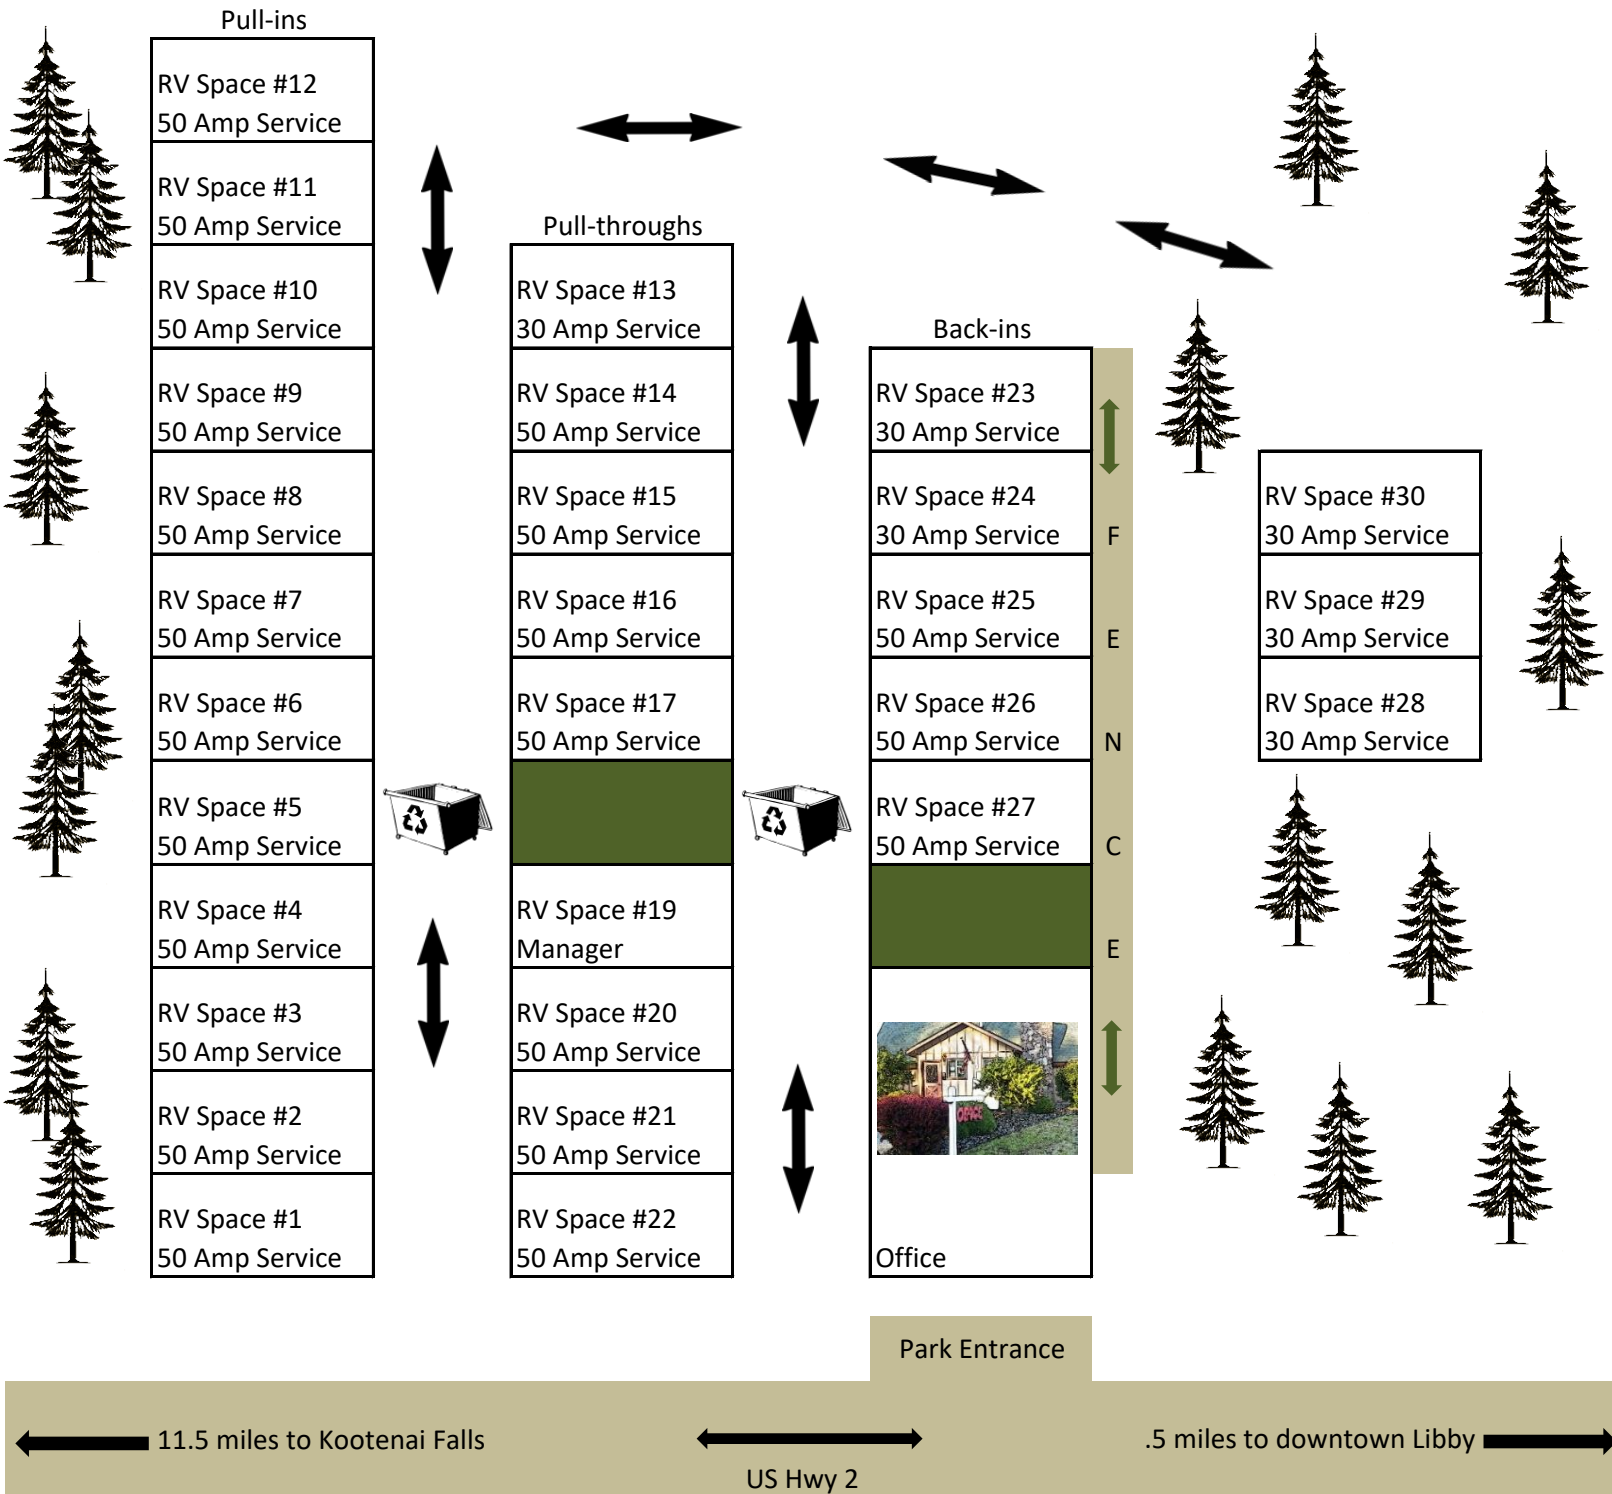 Pull-ins
RV Space #12
50 Amp Service
RV Space #11
50 Amp Service
RV Space #10
50 Amp Service
RV Space #9
50 Amp Service
RV Space #8
50 Amp Service
RV Space #7
50 Amp Service
RV Space #6
50 Amp Service
RV Space #5
50 Amp Service
RV Space #4
50 Amp Service
RV Space #3
50 Amp Service
RV Space #2
50 Amp Service
RV Space #1
50 Amp Service
Pull-throughs
RV Space #13
30 Amp Service
RV Space #14
50 Amp Service
RV Space #15
50 Amp Service
RV Space #16
50 Amp Service
RV Space #17
50 Amp Service
RV Space #19
Manager
RV Space #20
50 Amp Service
RV Space #21
50 Amp Service
RV Space #22
50 Amp Service
Back-ins
RV Space #23
30 Amp Service
RV Space #24
30 Amp Service
RV Space #25
50 Amp Service
RV Space #26
50 Amp Service
RV Space #27
50 Amp Service
OFFICE
Office
F
E
N
C
E
RV Space #30
30 Amp Service
RV Space #29
30 Amp Service
RV Space #28
30 Amp Service
Park Entrance
11.5 miles to Kootenai Falls
.5 miles to downtown Libby
US Hwy 2